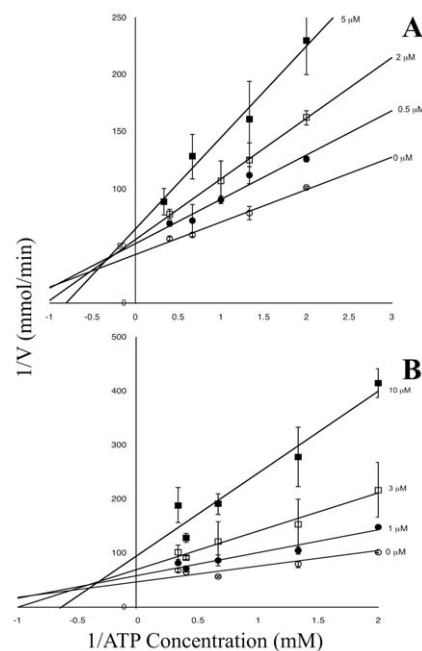 A
5 µM
250
2 µM
200
150
0.5 µM
0 µM
100
50
0
-1 -0.5 0 0.5 1 1.5 2 2.5 3
1/V (mmol/min)
B
500
10 µM
400
300
3 µM
200
1 µM
100
0 µM
0
-1 -0.5 0 0.5 1 1.5 2
1/ATP Concentration (mM)